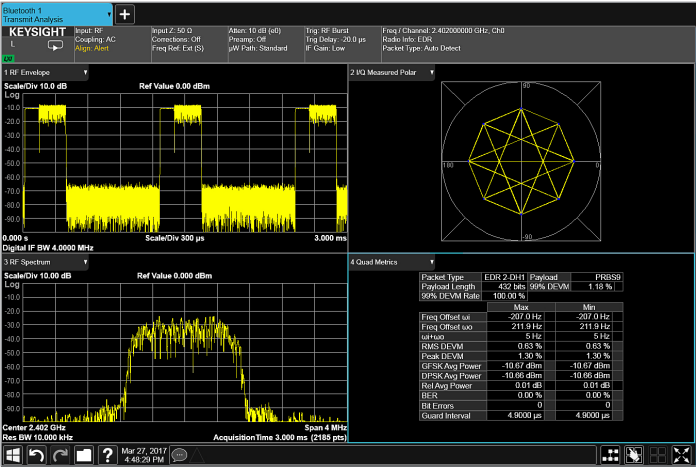 Bluetooth 1
Transmit Analysis
KEYSIGHT
L
Input: RF
Coupling: AC
Align: Alert
Input Z: 50 Ω
Corrections: Off
Freq Ref: Ext (S)
Atten: 10 dB (e0)
Preamp: Off
µW Path: Standard
Trig: RF Burst
Trig Delay: -20.0 µs
IF Gain: Low
Freq / Channel: 2.402000000 GHz, Ch0
Radio Info: EDR
Packet Type: Auto Detect
1 RF Envelope
Scale/Div 10.0 dB
Ref Value 0.00 dBm
Log
-10.0
-20.0
-30.0
-40.0
-50.0
-60.0
-70.0
-80.0
-90.0
0.000 s
Scale/Div 300 µs
3.000 ms
Digital IF BW 4.0000 MHz
2 I/Q Measured Polar
90
180
0
-90
3 RF Spectrum
Scale/Div 10.00 dB
Ref Value 0.000 dBm
Log
-10.0
-20.0
-30.0
-40.0
-50.0
-60.0
-70.0
-80.0
-90.0
Center 2.402 GHz
Span 4 MHz
Res BW 10.000 kHz
AcquisitionTime 3.000 ms (2185 pts)
4 Quad Metrics
Packet Type EDR 2-DH1 Payload PRBS9
Payload Length 432 bits 99% DEVM 1.18 %
99% DEVM Rate 100.00 %
Max Min
Freq Offset ωi -207.0 Hz -207.0 Hz
Freq Offset ωo 211.9 Hz 211.9 Hz
ωi+ωo 5 Hz 5 Hz
RMS DEVM 0.63 % 0.63 %
Peak DEVM 1.30 % 1.30 %
GFSK Avg Power -10.67 dBm -10.67 dBm
DPSK Avg Power -10.66 dBm -10.66 dBm
Rel Avg Power 0.01 dB 0.01 dB
BER 0.00 % 0.00 %
Bit Errors 0 0
Guard Interval 4.9000 µs 4.9000 µs
Mar 27, 2017
4:48:29 PM